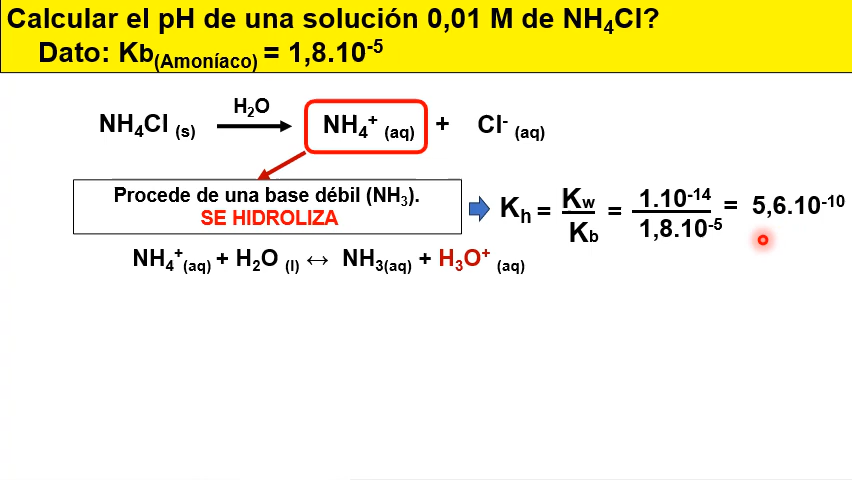 Calcular el pH de una solución 0,01 M de NH₄Cl?
Dato: Kb(Amoníaco) = 1,8.10⁻⁵
H₂O
NH₄Cl (s) → NH₄⁺ (aq) + Cl⁻ (aq)
Procede de una base débil (NH₃).
SE HIDROLIZA
Kh = Kw / Kb = 1.10⁻¹⁴ / 1,8.10⁻⁵ = 5,6.10⁻¹⁰
NH₄⁺(aq) + H₂O (l) ↔ NH₃(aq) + H₃O⁺ (aq)